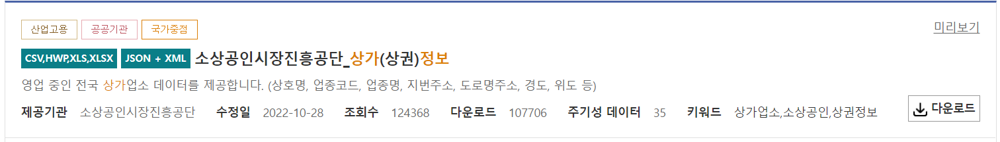 산업고용 공공기관 국가중점 미리보기
CSV,HWP,XLS,XLSX JSON + XML 소상공인시장진흥공단_상가(상권)정보
영업 중인 전국 상가업소 데이터를 제공합니다. (상호명, 업종코드, 업종명, 지번주소, 도로명주소, 경도, 위도 등)
제공기관 소상공인시장진흥공단 수정일 2022-10-28 조회수 124368 다운로드 107706 주기성 데이터 35 키워드 상가업소,소상공인,상권정보 다운로드